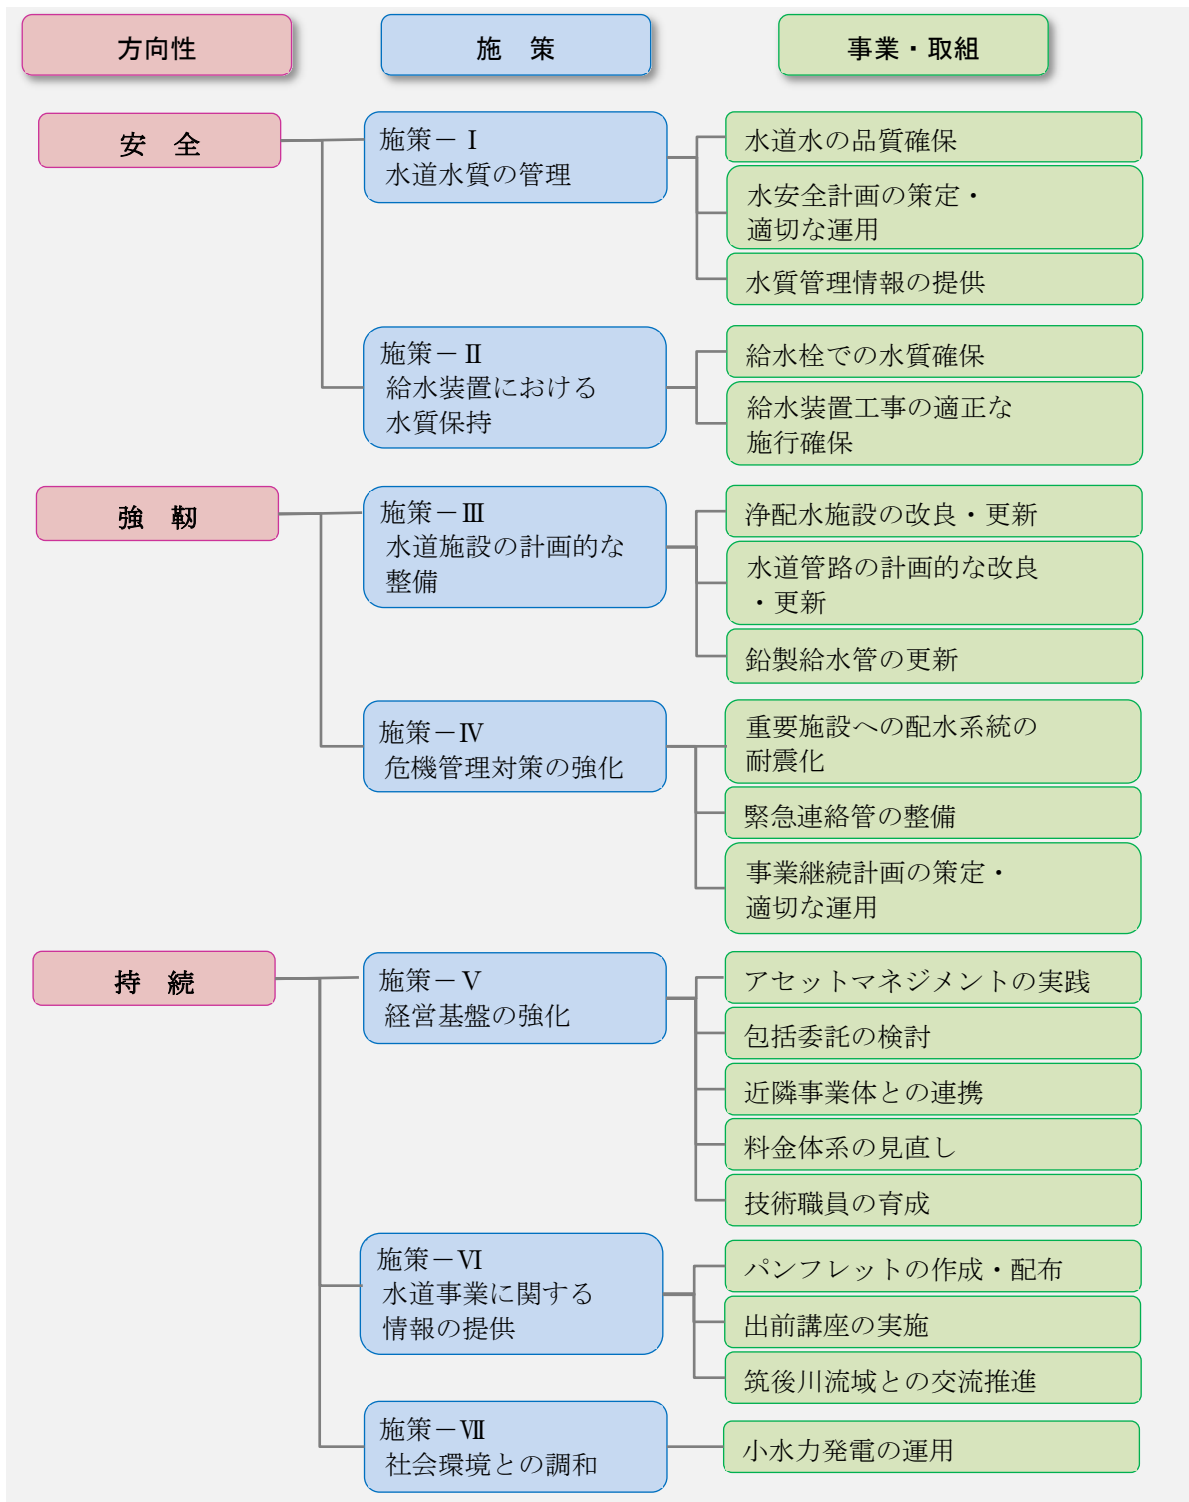 方向性
施　策
事業・取組
安　全
施策－Ⅰ
水道水質の管理
水道水の品質確保
水安全計画の策定・
適切な運用
水質管理情報の提供
施策－Ⅱ
給水装置における
水質保持
給水栓での水質確保
給水装置工事の適正な
施行確保
強　靭
施策－Ⅲ
水道施設の計画的な
整備
浄配水施設の改良・更新
水道管路の計画的な改良
・更新
鉛製給水管の更新
施策－Ⅳ
危機管理対策の強化
重要施設への配水系統の
耐震化
緊急連絡管の整備
事業継続計画の策定・
適切な運用
持　続
施策－Ⅴ
経営基盤の強化
アセットマネジメントの実践
包括委託の検討
近隣事業体との連携
料金体系の見直し
技術職員の育成
施策－Ⅵ
水道事業に関する
情報の提供
パンフレットの作成・配布
出前講座の実施
筑後川流域との交流推進
施策－Ⅶ
社会環境との調和
小水力発電の運用